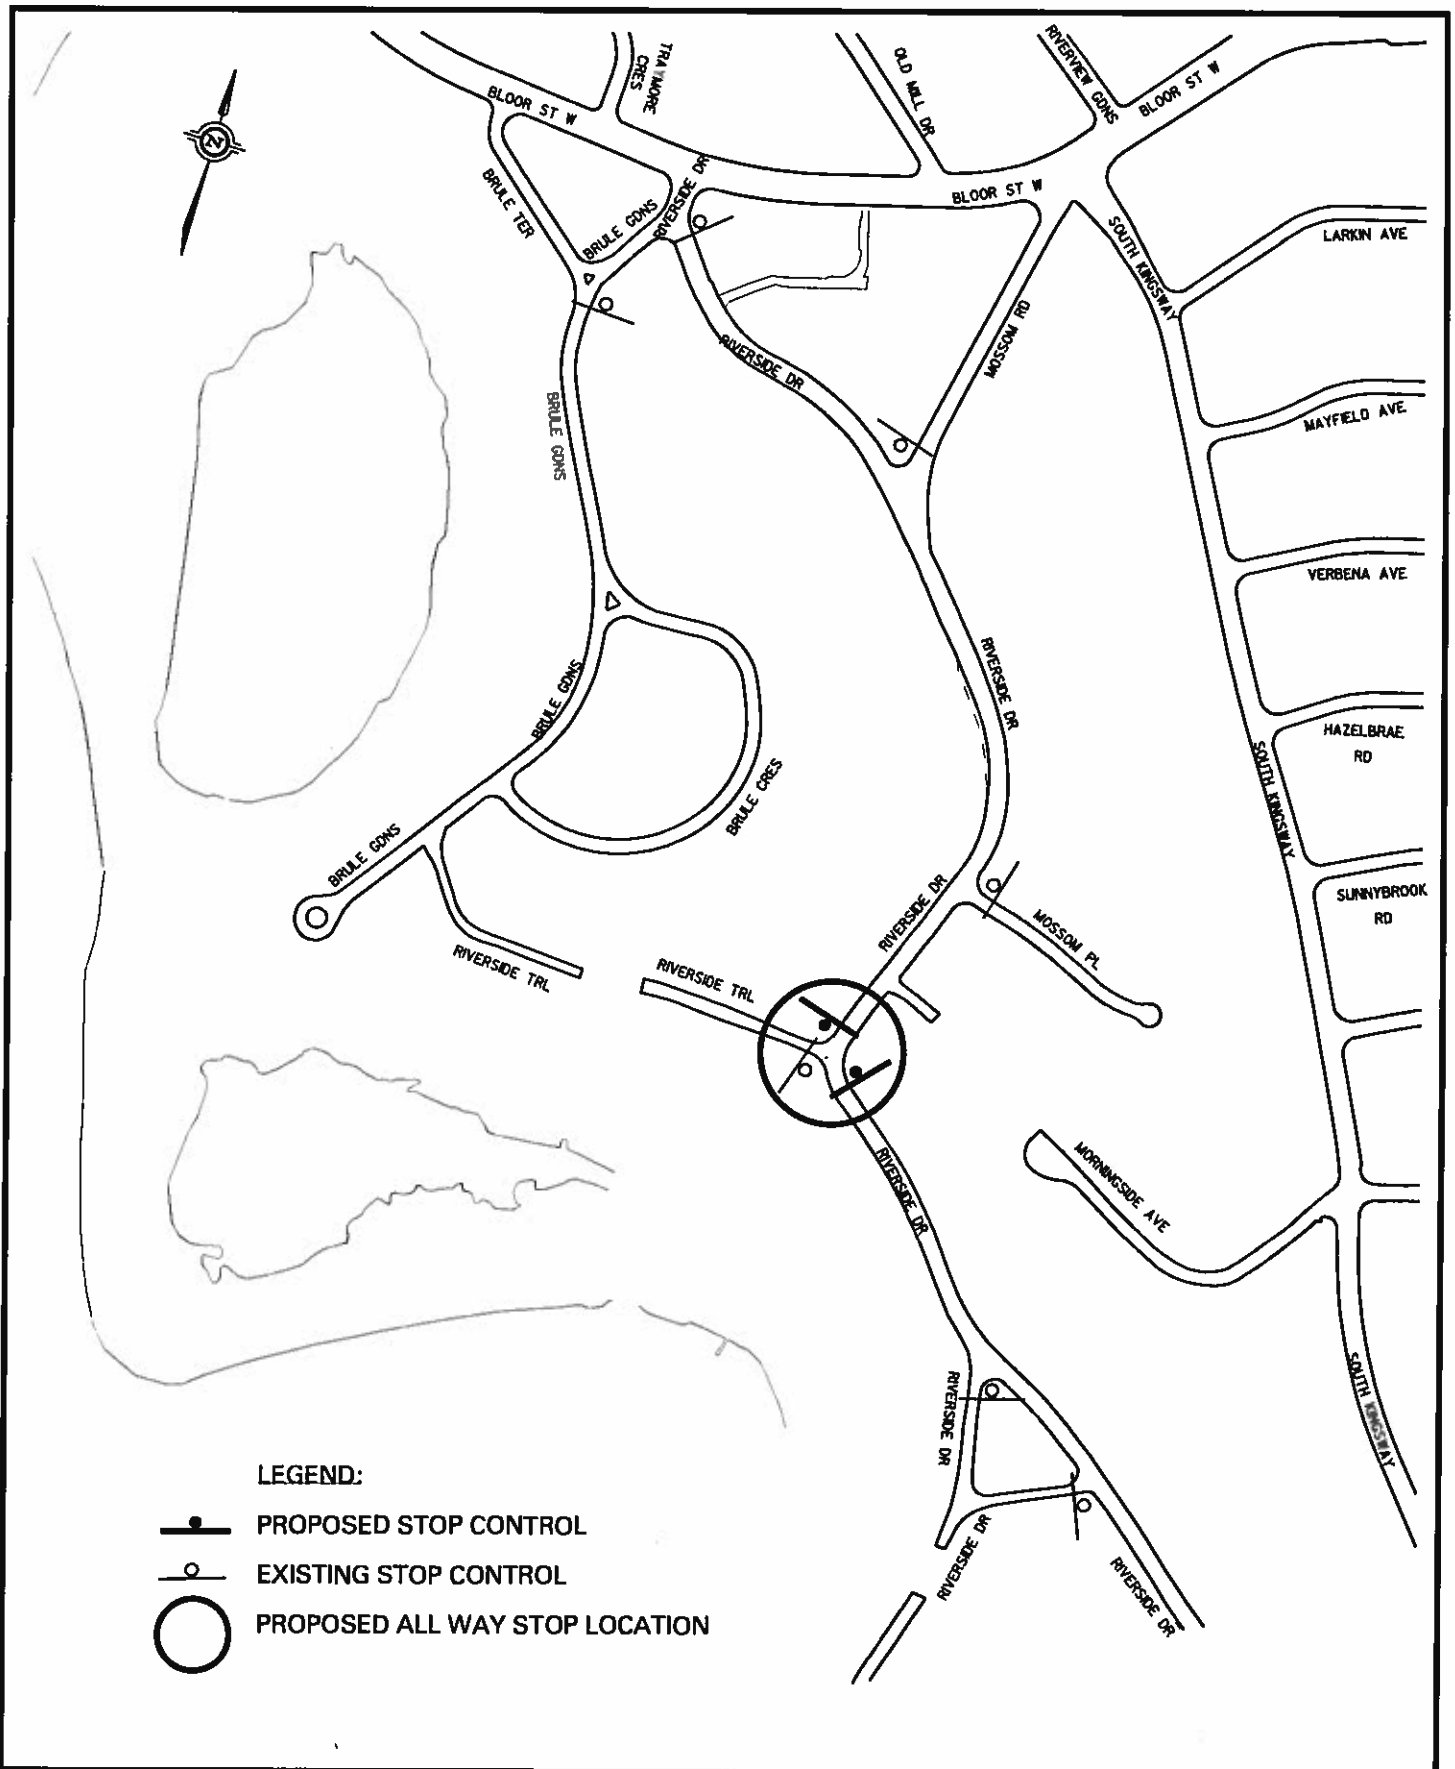 TRAYMORE
CRES
OLD MILL DR
RIVERVIEW GDNS
BLOOR ST W
BLOOR ST W
N
BRULE TER
BRULE GDNS
RIVERSIDE DR
BLOOR ST W
SOUTH KINGSWAY
LARKIN AVE
MOSSOM RD
RIVERSIDE DR
BRULE GDNS
MAYFIELD AVE
VERBENA AVE
RIVERSIDE DR
BRULE GDNS
HAZELBRAE
RD
SOUTH KINGSWAY
BRULE CRES
BRULE GDNS
SUNNYBROOK
RD
RIVERSIDE DR
MOSSOM PL
RIVERSIDE TRL
RIVERSIDE TRL
MORNINGSIDE AVE
RIVERSIDE DR
SOUTH KINGSWAY
RIVERSIDE DR
RIVERSIDE DR
RIVERSIDE DR
LEGEND:
PROPOSED STOP CONTROL
EXISTING STOP CONTROL
PROPOSED ALL WAY STOP LOCATION